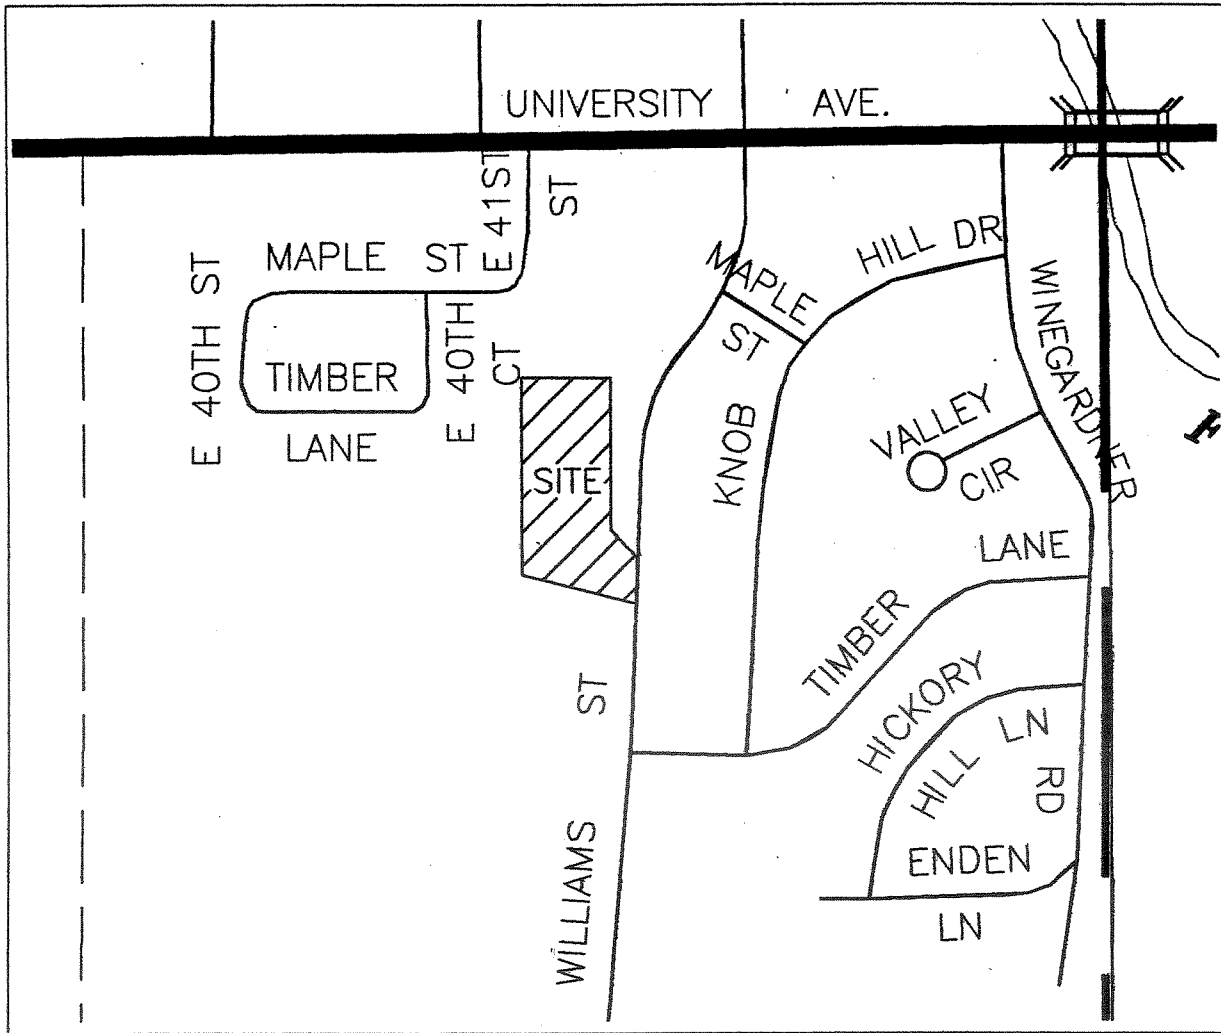 UNIVERSITY AVE.
E 41ST ST
MAPLE ST
E 40TH ST
TIMBER LANE
E 40TH CT
SITE
MAPLE ST
KNOB HILL DR
WINEGARDNER RD
VALLEY CIR
TIMBER LANE
HICKORY HILL LN
ENDEN LN
WILLIAMS ST